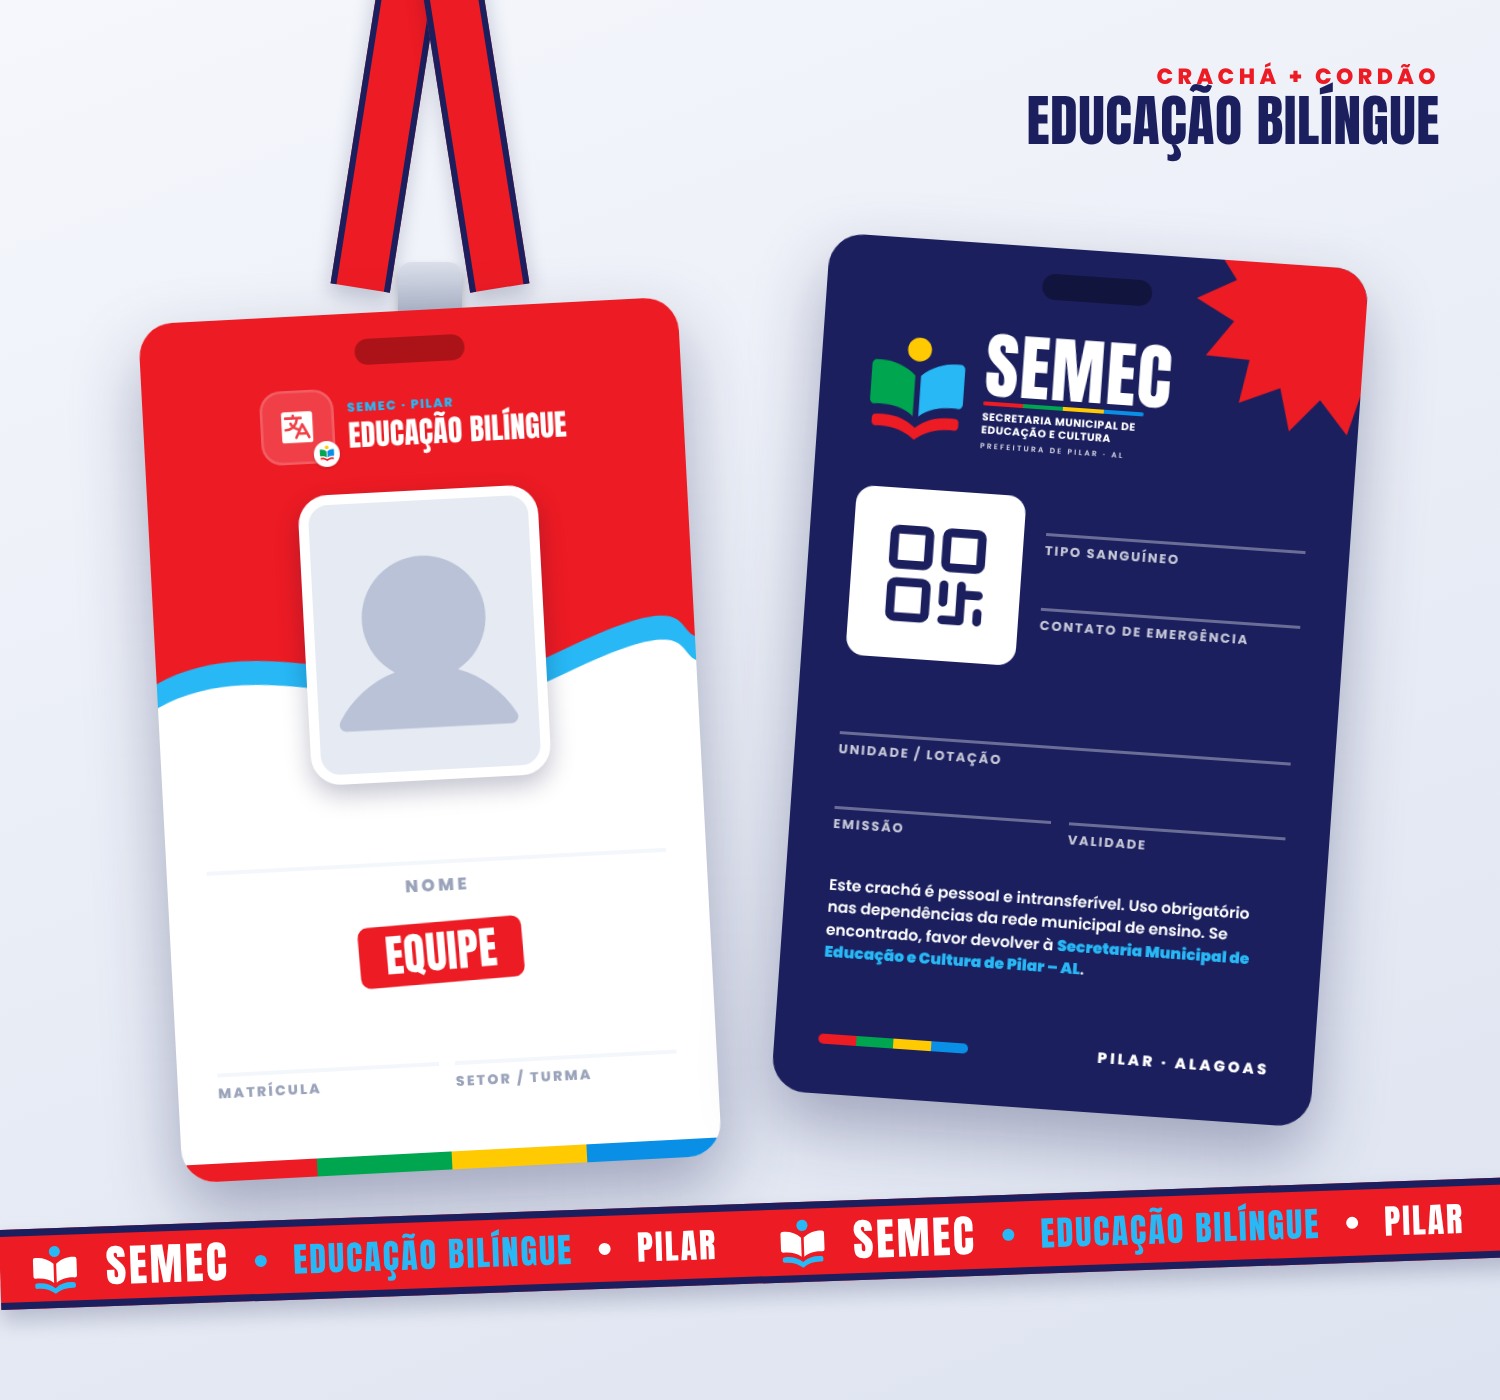 CRACHÁ + CORDÃO
EDUCAÇÃO BILÍNGUE
SEMEC · PILAR
EDUCAÇÃO BILÍNGUE
NOME
EQUIPE
MATRÍCULA
SETOR / TURMA
SEMEC
SECRETARIA MUNICIPAL DE
EDUCAÇÃO E CULTURA
PREFEITURA DE PILAR · AL
TIPO SANGUÍNEO
CONTATO DE EMERGÊNCIA
UNIDADE / LOTAÇÃO
EMISSÃO
VALIDADE
Este crachá é pessoal e intransferível. Uso obrigatório
nas dependências da rede municipal de ensino. Se
encontrado, favor devolver à Secretaria Municipal de
Educação e Cultura de Pilar – AL.
PILAR · ALAGOAS
SEMEC • EDUCAÇÃO BILÍNGUE • PILAR SEMEC • EDUCAÇÃO BILÍNGUE • PILAR